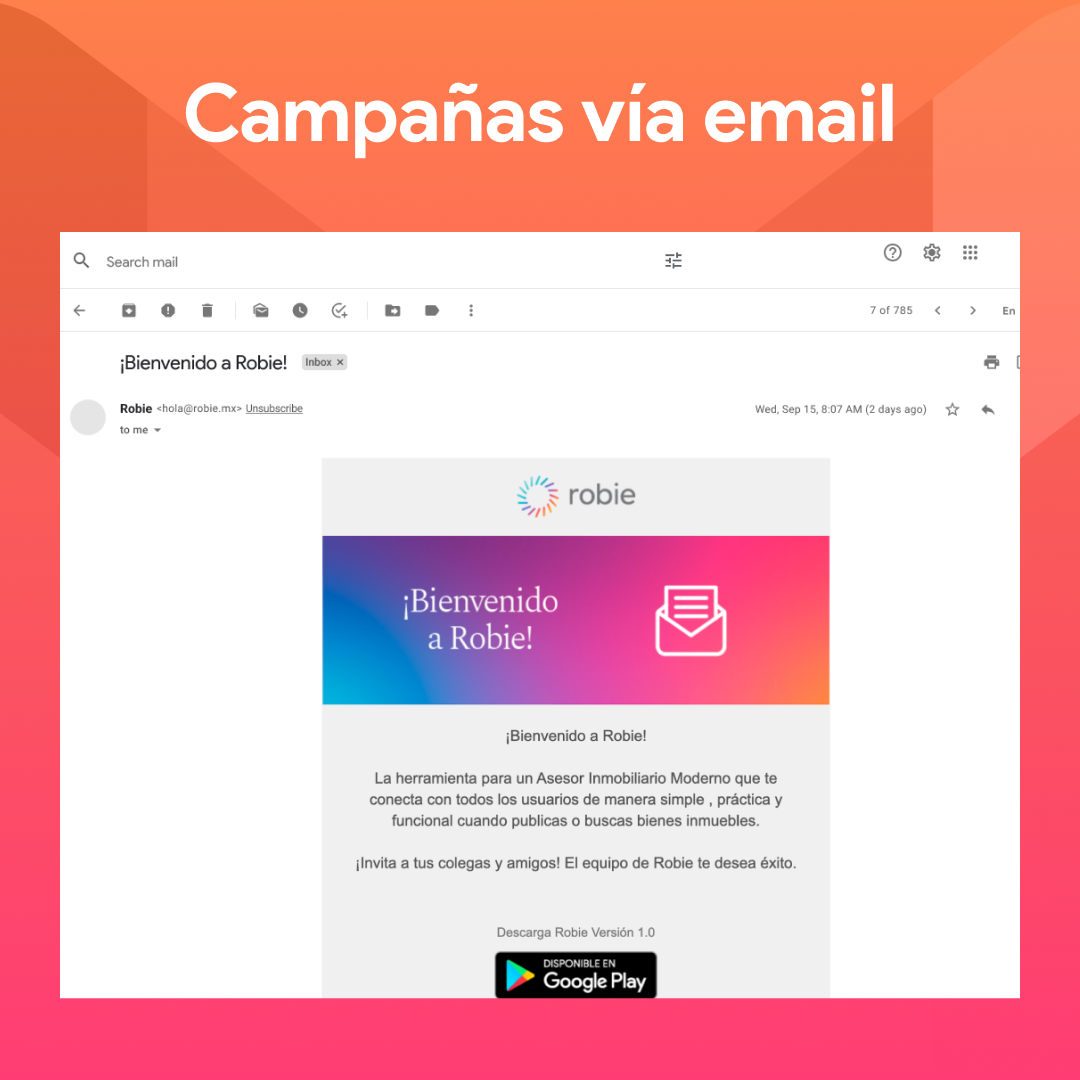 Campañas vía email
Search mail
7 of 785
En
¡Bienvenido a Robie!
Inbox ×
Robie <hola@robie.mx> Unsubscribe
Wed, Sep 15, 8:07 AM (2 days ago)
to me
robie
¡Bienvenido
a Robie!
¡Bienvenido a Robie!
La herramienta para un Asesor Inmobiliario Moderno que te
conecta con todos los usuarios de manera simple , práctica y
funcional cuando publicas o buscas bienes inmuebles.
¡Invita a tus colegas y amigos! El equipo de Robie te desea éxito.
Descarga Robie Versión 1.0
DISPONIBLE EN
Google Play